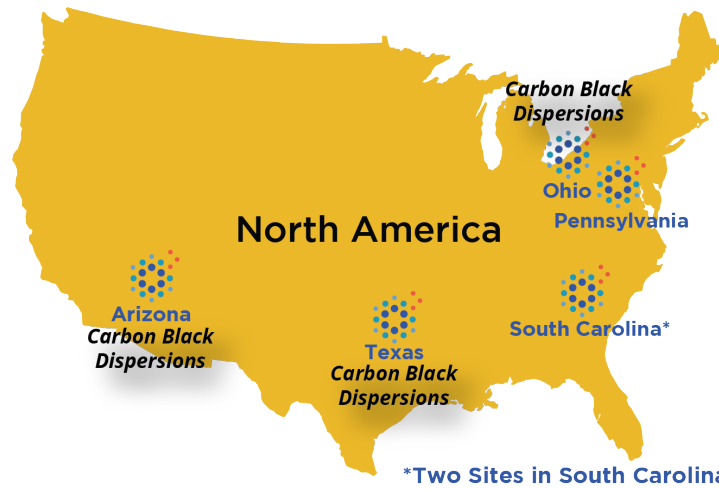 Carbon Black
Dispersions
Ohio
Pennsylvania
North America
Arizona
Carbon Black
Dispersions
South Carolina*
Texas
Carbon Black
Dispersions
*Two Sites in South Carolina